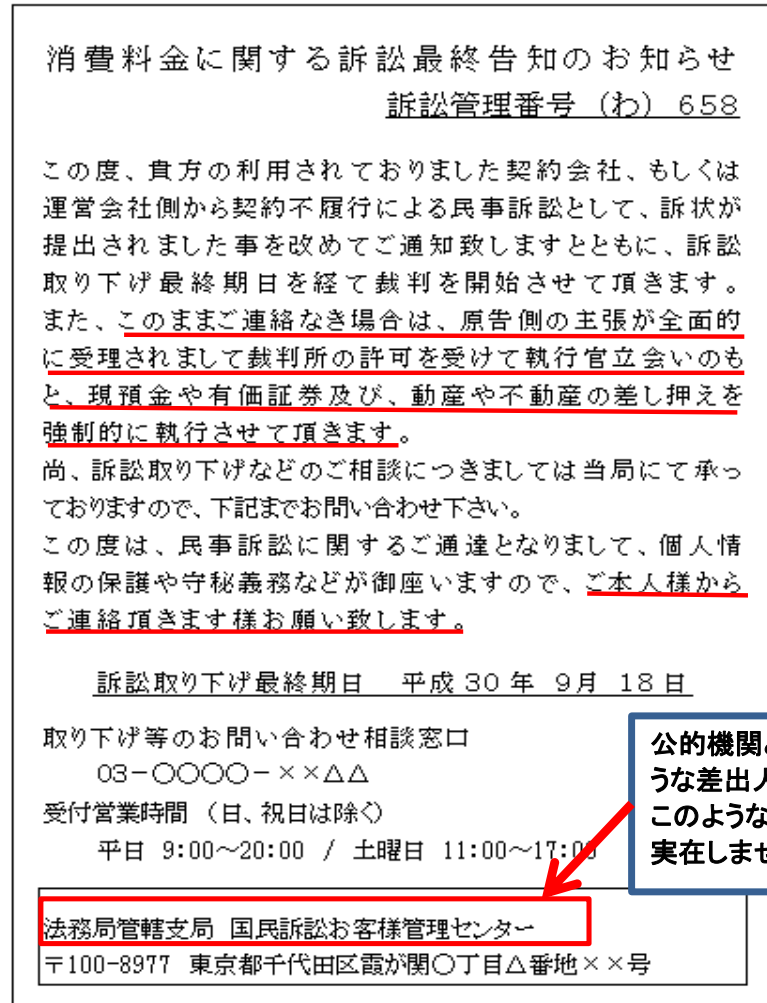 消費料金に関する訴訟最終告知のお知らせ
訴訟管理番号（わ）658
この度、貴方の利用されておりました契約会社、もしくは
運営会社側から契約不履行による民事訴訟として、訴状が
提出されました事を改めてご通知致しますとともに、訴訟
取り下げ最終期日を経て裁判を開始させて頂きます。
また、このままご連絡なき場合は、原告側の主張が全面的
に受理されまして裁判所の許可を受けて執行官立会いのも
と、現預金や有価証券及び、動産や不動産の差し押えを
強制的に執行させて頂きます。
尚、訴訟取り下げなどのご相談につきましては当局にて承っ
ておりますので、下記までお問い合わせ下さい。
この度は、民事訴訟に関するご通達となりまして、個人情
報の保護や守秘義務などが御座いますので、ご本人様から
ご連絡頂きます様お願い致します。
訴訟取り下げ最終期日　平成30年 9月 18日
取り下げ等のお問い合わせ相談窓口
03-〇〇〇〇-××△△
受付営業時間（日、祝日は除く）
平日 9:00～20:00 / 土曜日 11:00～17:00
公的機関
うな差出人
このような
実在しませ
法務局管轄支局 国民訴訟お客様管理センター
〒100-8977 東京都千代田区霞が関〇丁目△番地××号